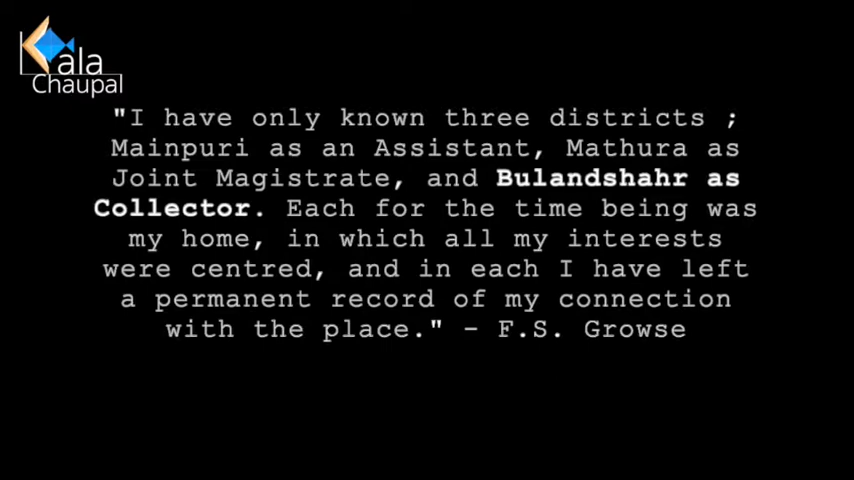 Kala
Chaupal
"I have only known three districts ;
Mainpuri as an Assistant, Mathura as
Joint Magistrate, and Bulandshahr as
Collector. Each for the time being was
my home, in which all my interests
were centred, and in each I have left
a permanent record of my connection
with the place." - F.S. Growse